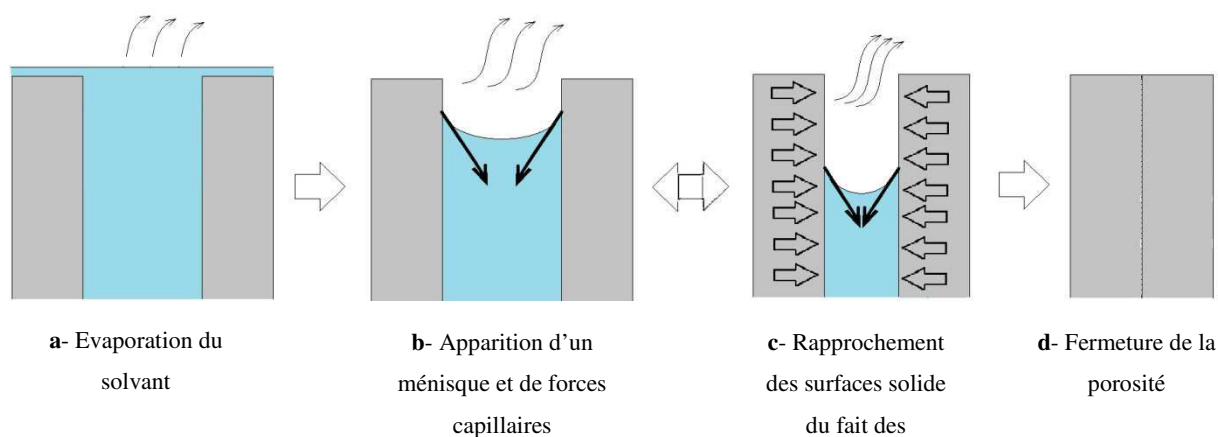 a- Evaporation du
solvant
b- Apparition d’un
ménisque et de forces
capillaires
c- Rapprochement
des surfaces solide
du fait des
d- Fermeture de la
porosité